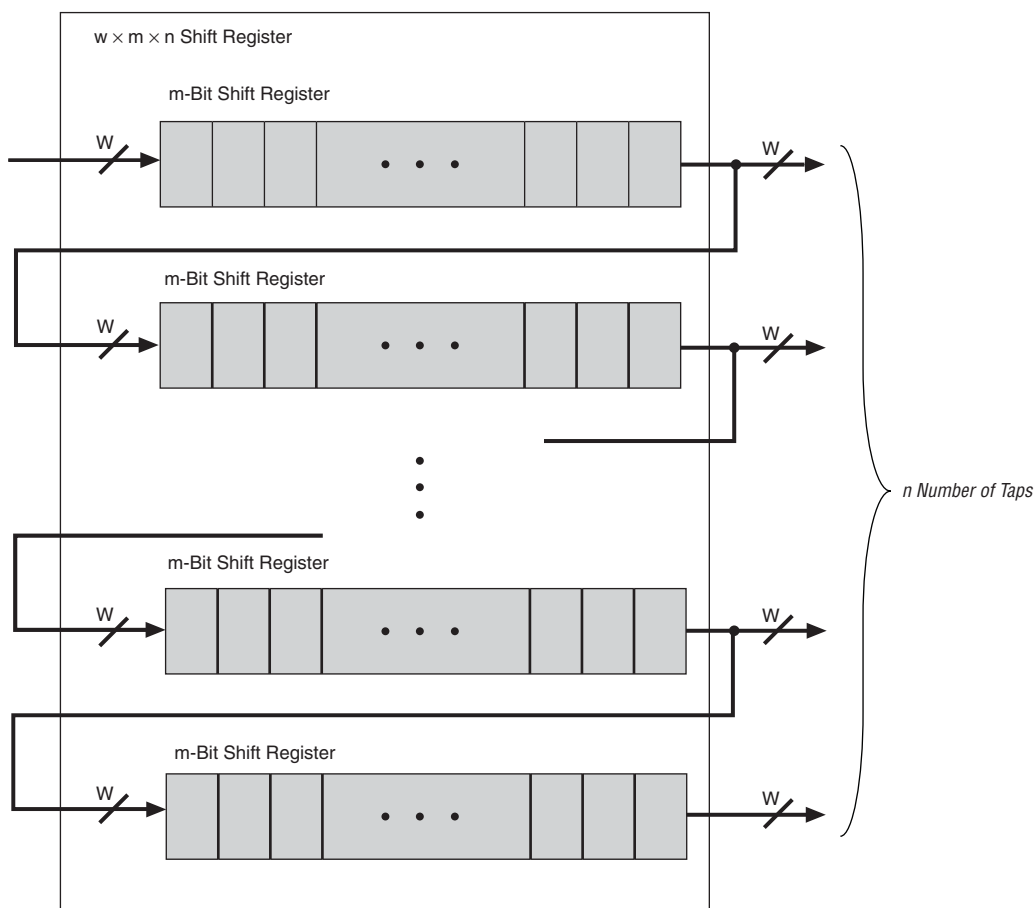 w × m × n Shift Register
m-Bit Shift Register
W
W
m-Bit Shift Register
W
W
n Number of Taps
m-Bit Shift Register
W
W
m-Bit Shift Register
W
W